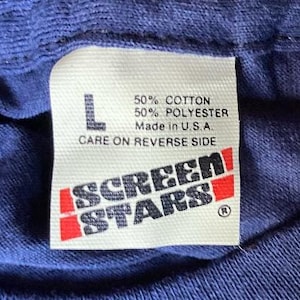 L
50% COTTON
50% POLYESTER
Made in U.S.A.
CARE ON REVERSE SIDE
SCREEN
STARS®